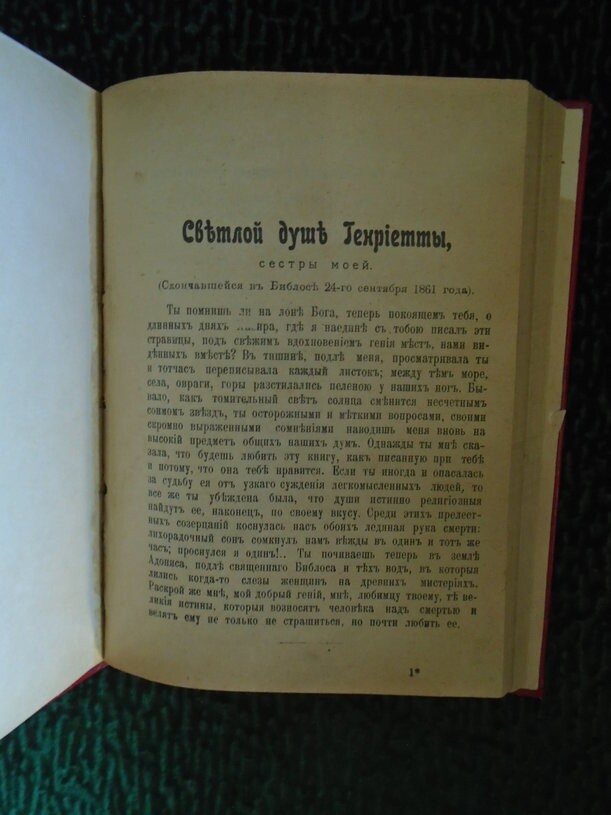 Свѣтлой душѣ Генріетты,
сестры моей.
(Скончавшейся въ Библосѣ 24-го сентября 1861 года).
Ты помнишь ли на лонѣ Бога, теперь покоящемъ тебя, о
длинныхъ дняхъ гдѣ я наединѣ съ тобою писалъ эти
страницы, подъ свѣжимъ вдохновеніемъ генія мѣстъ, нами ви-
дѣнныхъ вмѣстѣ? Въ тишинѣ, подлѣ меня, просматривала ты
и тотчасъ переписывала каждый листокъ; между тѣмъ море,
села, овраги, горы разстилались пеленою у нашихъ ногъ. Бы-
вало, какъ томительный свѣтъ солнца смѣнится несчетнымъ
сонмомъ звѣздъ, ты осторожными и мѣткими вопросами, своими
скромно выраженными сомнѣніями наводишь меня вновь на
высокій предметъ общихъ нашихъ думъ. Однажды ты мнѣ ска-
зала, что будешь любить эту книгу, какъ писанную при тебѣ
и потому, что она тебѣ нравится. Если ты иногда и опасалась
за судьбу ея отъ узкаго сужденія легкомысленныхъ людей, то
все же ты убѣждена была, что души истинно религіозныя
найдутъ ее, наконецъ, по своему вкусу. Среди этихъ прелест-
ныхъ созерцаній коснулась насъ обоихъ ледяная рука смерти:
лихорадочный сонъ сомкнулъ намъ вѣжды въ одинъ и тотъ же
часъ; проснулся я одинъ!.. Ты почиваешь теперь въ землѣ
Адониса, подлѣ священнаго Библоса и тѣхъ водъ, въ которыя
лились когда-то слезы женщинъ на древнихъ мистеріяхъ.
Раскрой же мнѣ, мой добрый геній, мнѣ, любимцу твоему, тѣ ве-
ликія истины, которыя возносятъ человѣка надъ смертью и
велятъ ему не только не страшиться, но почти любить ее.
1*